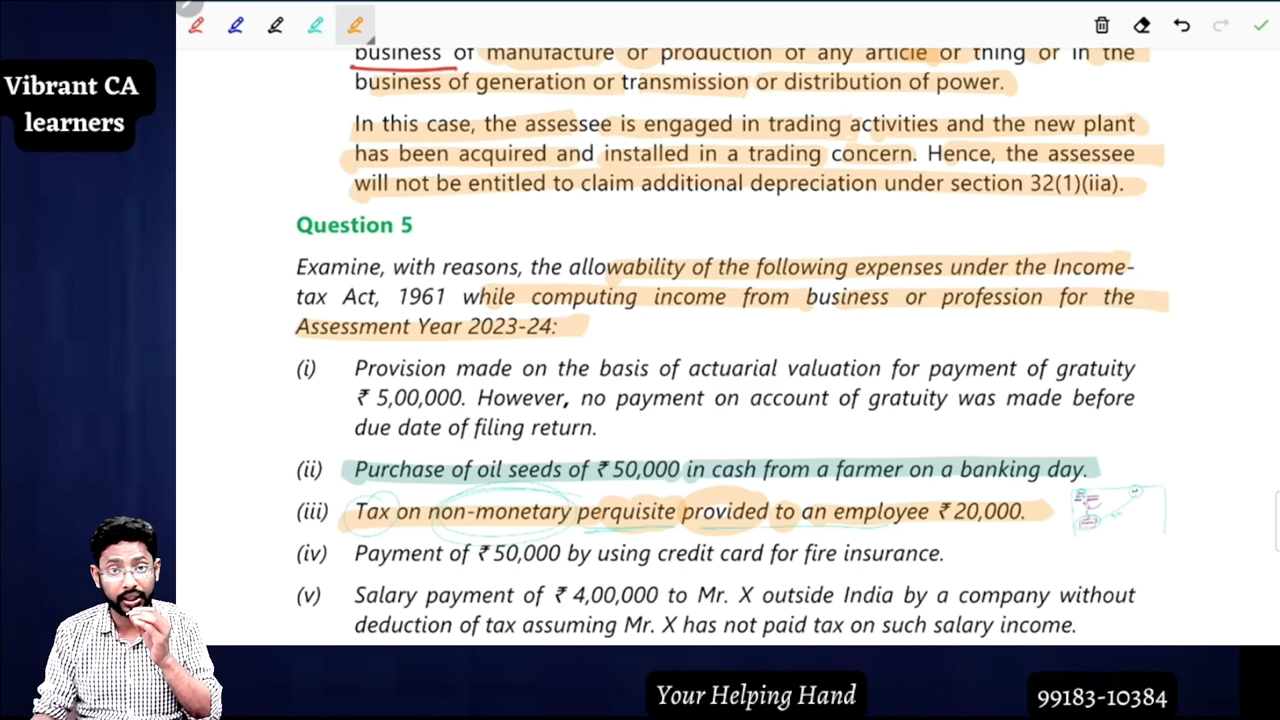 Vibrant CA
learners
business of manufacture or production of any article or thing or in the
business of generation or transmission or distribution of power.
In this case, the assessee is engaged in trading activities and the new plant
has been acquired and installed in a trading concern. Hence, the assessee
will not be entitled to claim additional depreciation under section 32(1)(iia).
Question 5
Examine, with reasons, the allowability of the following expenses under the Income-
tax Act, 1961 while computing income from business or profession for the
Assessment Year 2023-24:
(i) Provision made on the basis of actuarial valuation for payment of gratuity
₹ 5,00,000. However, no payment on account of gratuity was made before
due date of filing return.
(ii) Purchase of oil seeds of ₹ 50,000 in cash from a farmer on a banking day.
(iii) Tax on non-monetary perquisite provided to an employee ₹ 20,000.
(iv) Payment of ₹ 50,000 by using credit card for fire insurance.
(v) Salary payment of ₹ 4,00,000 to Mr. X outside India by a company without
deduction of tax assuming Mr. X has not paid tax on such salary income.
Your Helping Hand
99183-10384